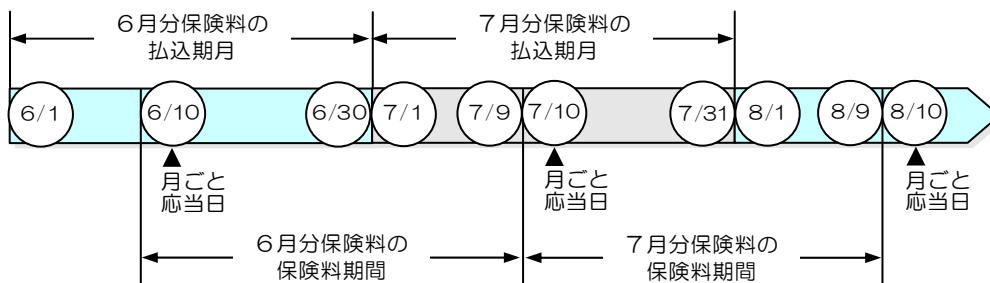 ６月分保険料の
払込期月
７月分保険料の
払込期月
6/1
6/10
6/30
7/1
7/9
7/10
7/31
8/1
8/9
8/10
▲
月ごと
応当日
▲
月ごと
応当日
▲
月ごと
応当日
６月分保険料の
保険料期間
７月分保険料の
保険料期間